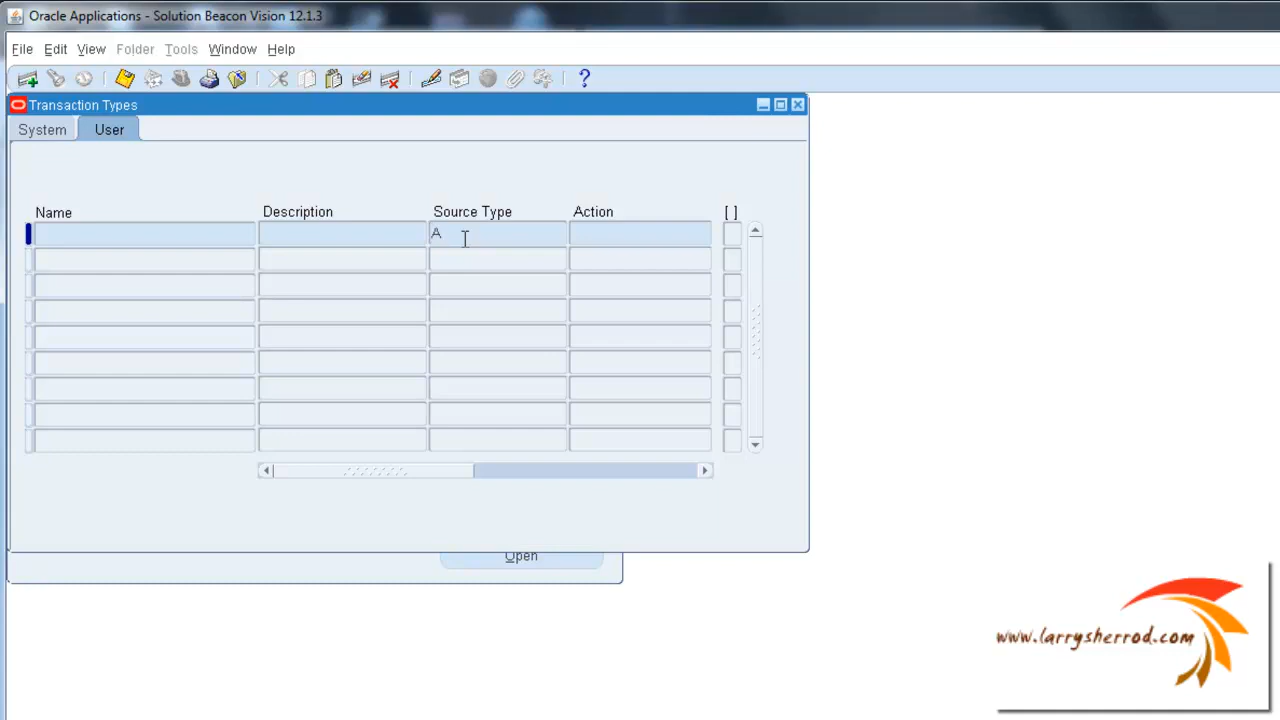 Oracle Applications - Solution Beacon Vision 12.1.3
File Edit View Folder Tools Window Help
Transaction Types
System User
Name Description Source Type Action [ ]
A
Open
www.larrysherrod.com